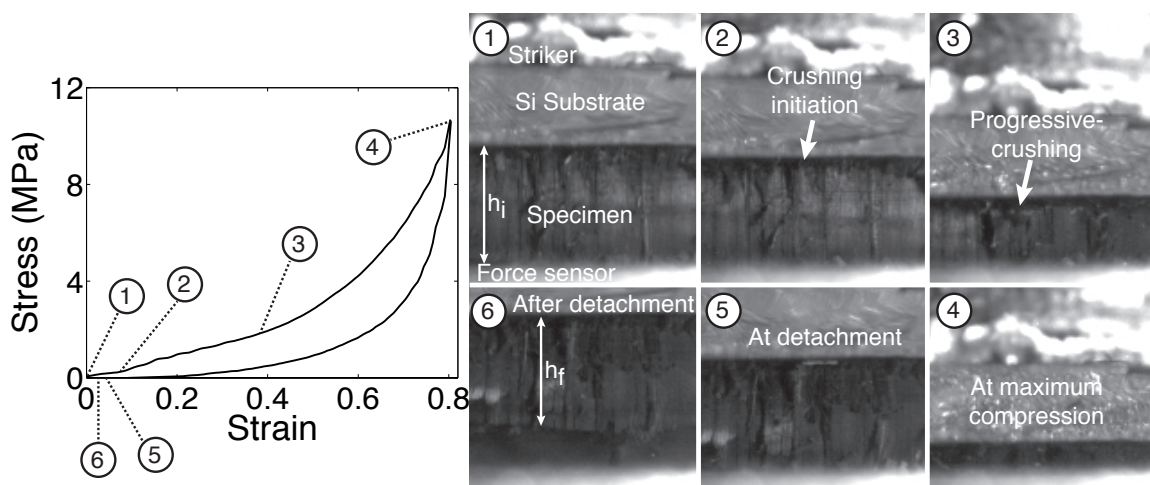 12
8
4
0
0
0.2
0.4
0.6
0.8
Stress (MPa)
Strain
1
2
3
4
5
6
1
Striker
Si Substrate
hi
Specimen
Force sensor
2
Crushing
initiation
3
Progressive-
crushing
6
After detachment
hf
5
At detachment
4
At maximum
compression